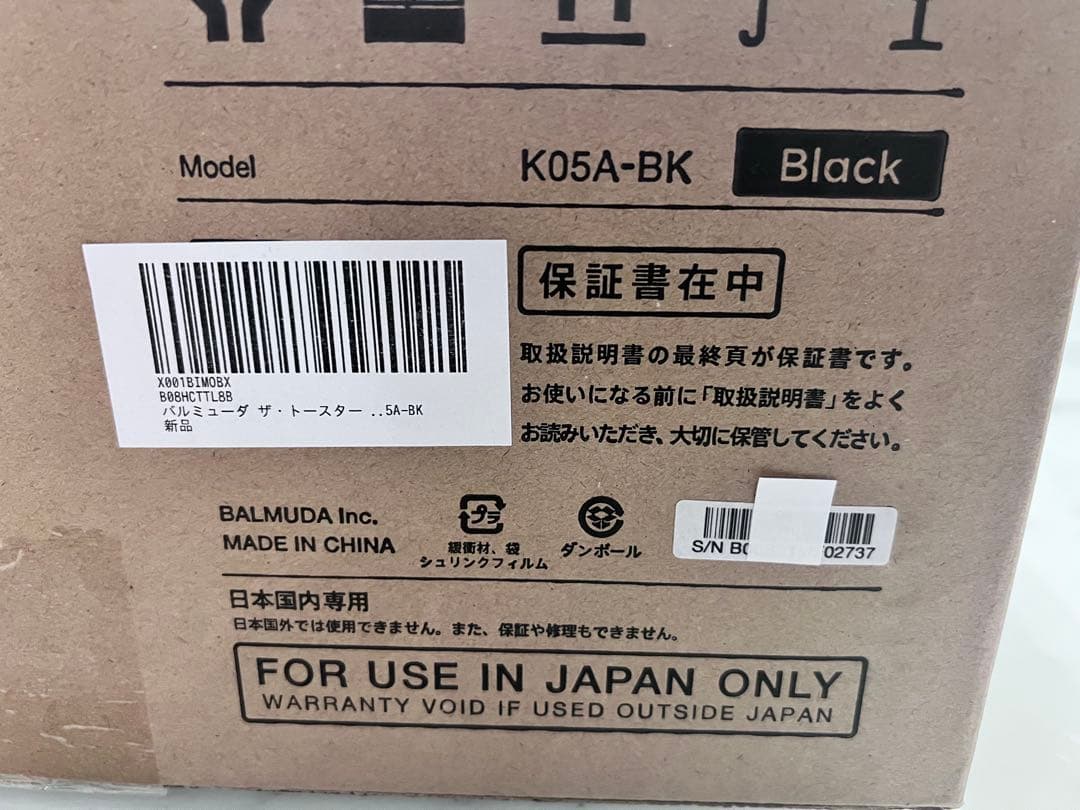 Model K05A-BK Black
X001BIMOBX
B08HCTTL8B
バルミューダ ザ・トースター ..5A-BK
新品
保証書在中
取扱説明書の最終頁が保証書です。
お使いになる前に「取扱説明書」をよく
お読みいただき、大切に保管してください。
BALMUDA Inc.
MADE IN CHINA
プラ
緩衝材、袋
シュリンクフィルム
ダンボール
S/N 02737
日本国内専用
日本国外では使用できません。また、保証や修理もできません。
FOR USE IN JAPAN ONLY
WARRANTY VOID IF USED OUTSIDE JAPAN